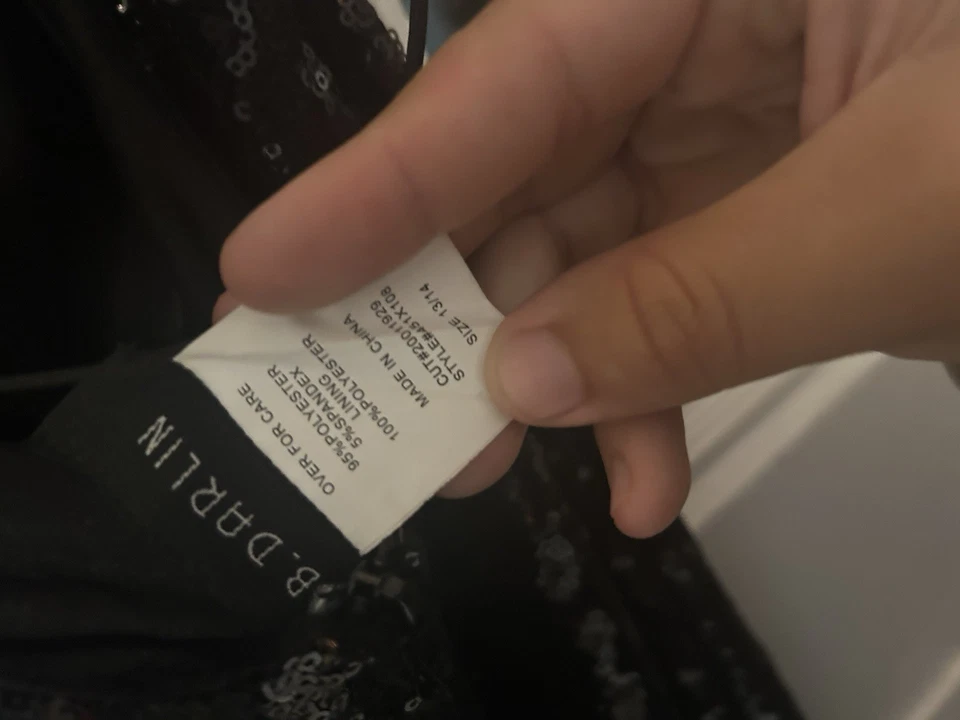 B. DARLIN
OVER FOR CARE
95%POLYESTER
5%SPANDEX
LINING
100%POLYESTER
MADE IN CHINA
CUT#20011929
STYLE#451X108
SIZE 13/14